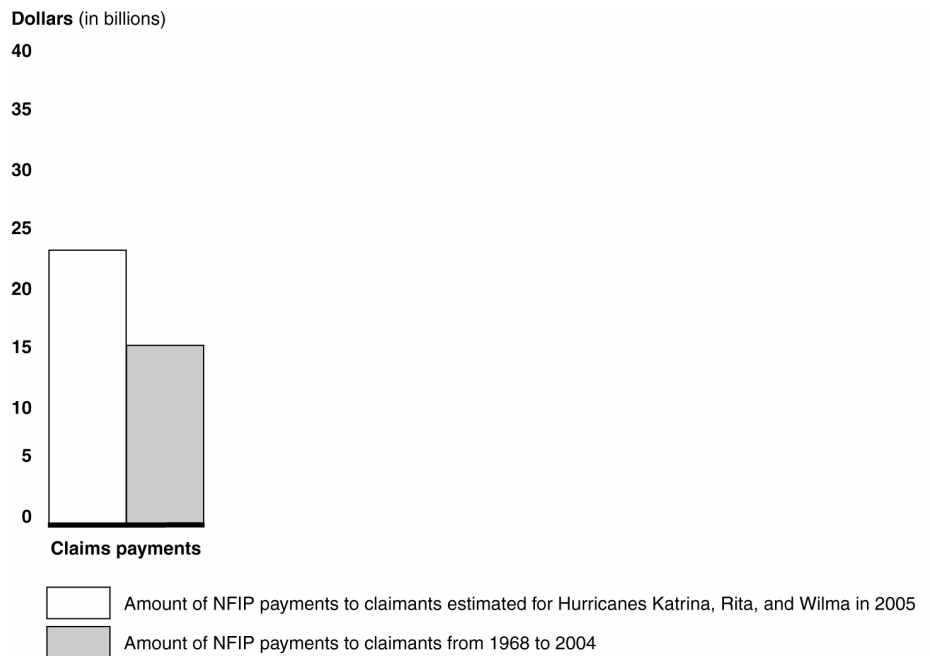 Dollars (in billions)
40
35
30
25
20
15
10
5
0
Claims payments
Amount of NFIP payments to claimants estimated for Hurricanes Katrina, Rita, and Wilma in 2005
Amount of NFIP payments to claimants from 1968 to 2004